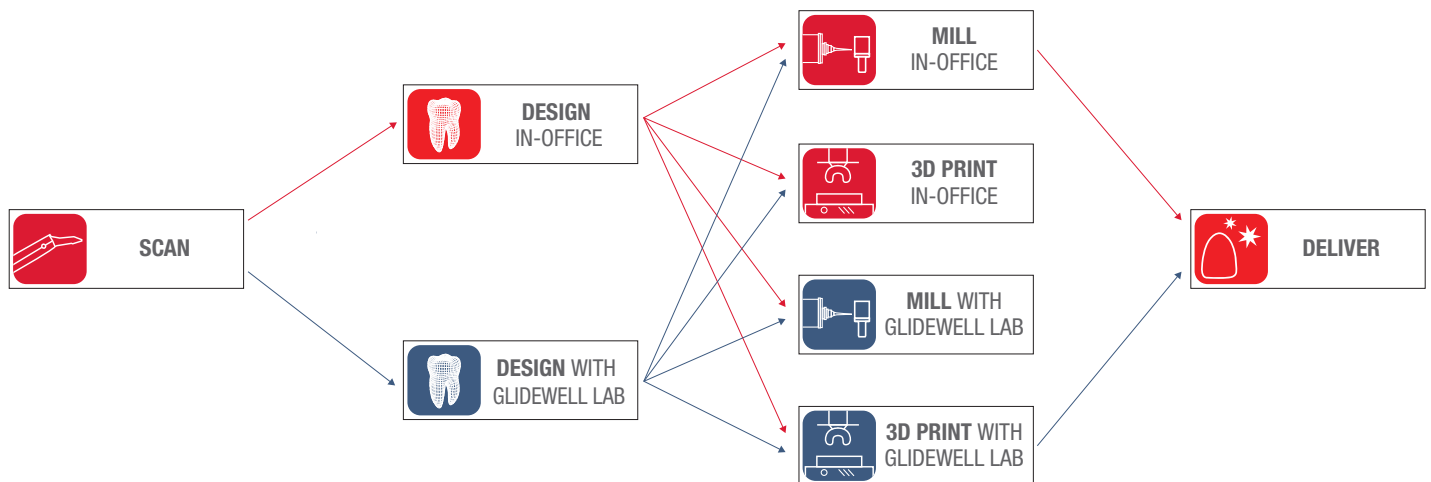 SCAN
DESIGN
IN-OFFICE
DESIGN WITH
GLIDEWELL LAB
MILL
IN-OFFICE
3D PRINT
IN-OFFICE
MILL WITH
GLIDEWELL LAB
3D PRINT WITH
GLIDEWELL LAB
DELIVER